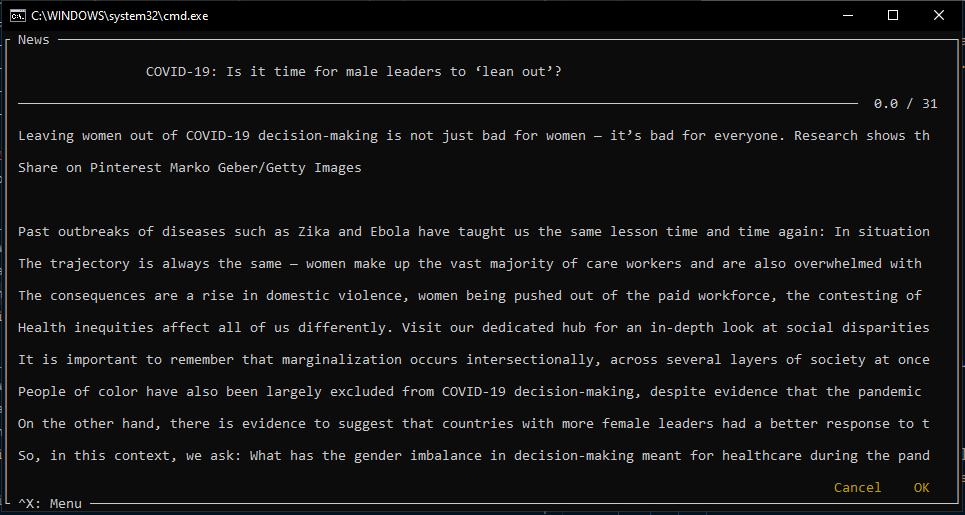 C:\WINDOWS\system32\cmd.exe
News
COVID-19: Is it time for male leaders to ‘lean out’?
0.0 / 31
Leaving women out of COVID-19 decision-making is not just bad for women — it’s bad for everyone. Research shows th
Share on Pinterest Marko Geber/Getty Images
Past outbreaks of diseases such as Zika and Ebola have taught us the same lesson time and time again: In situation
The trajectory is always the same — women make up the vast majority of care workers and are also overwhelmed with
The consequences are a rise in domestic violence, women being pushed out of the paid workforce, the contesting of
Health inequities affect all of us differently. Visit our dedicated hub for an in-depth look at social disparities
It is important to remember that marginalization occurs intersectionally, across several layers of society at once
People of color have also been largely excluded from COVID-19 decision-making, despite evidence that the pandemic
On the other hand, there is evidence to suggest that countries with more female leaders had a better response to t
So, in this context, we ask: What has the gender imbalance in decision-making meant for healthcare during the pand
Cancel OK
^X: Menu